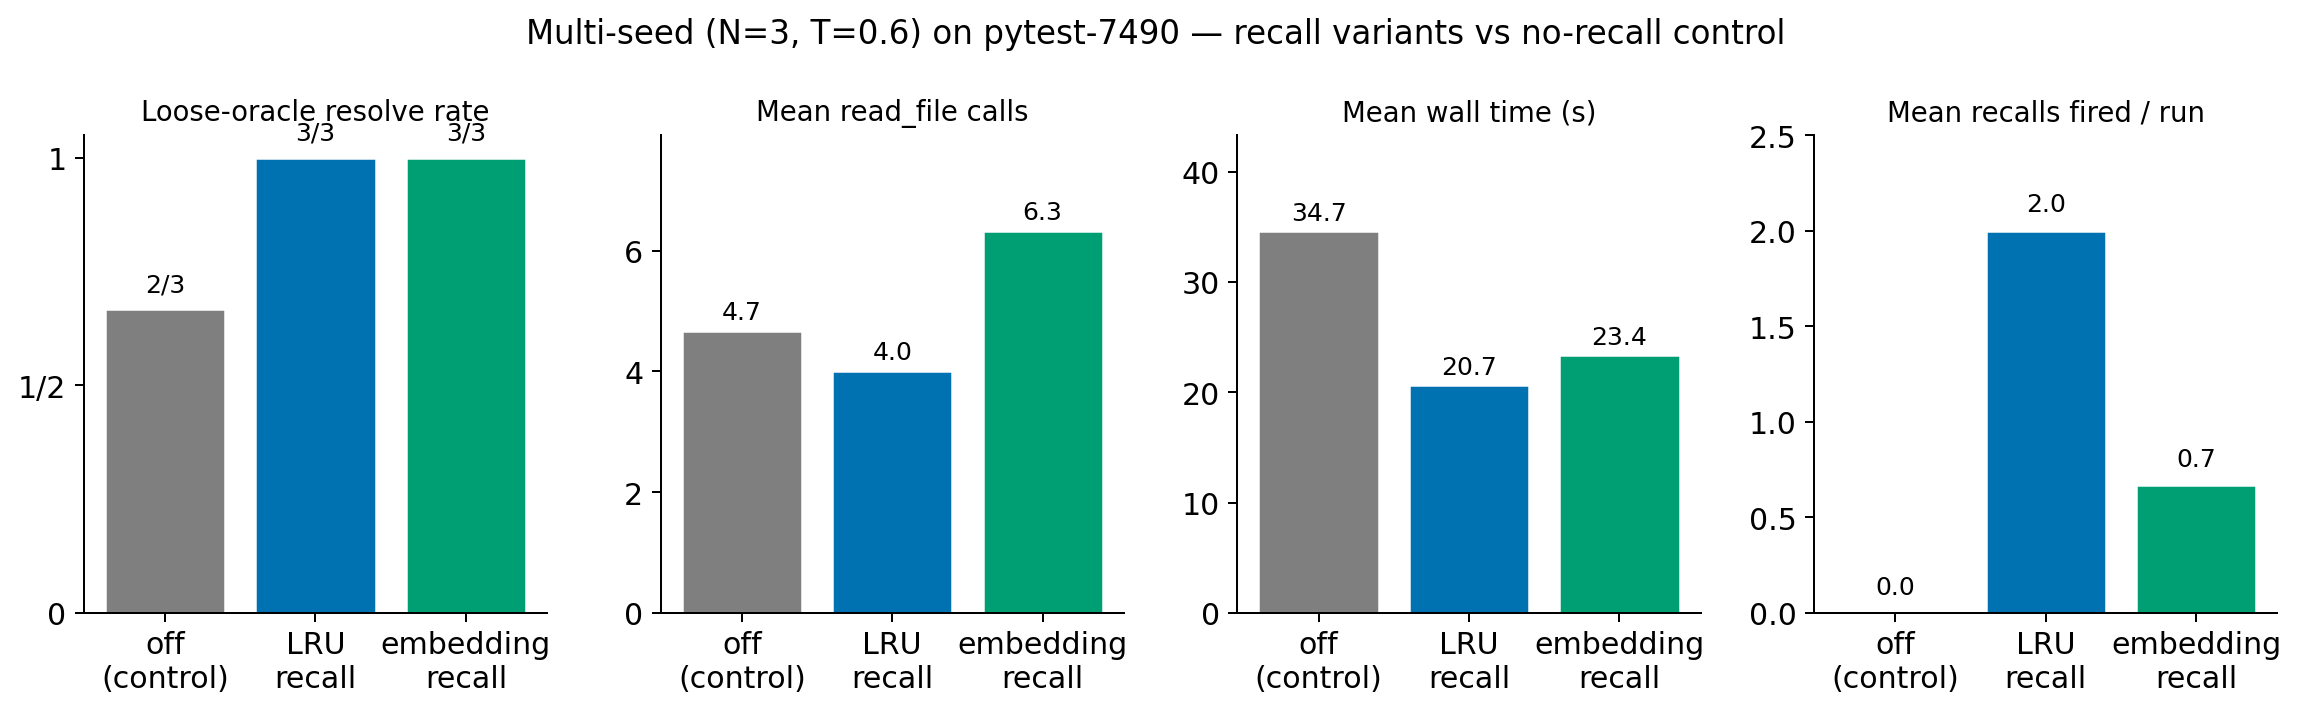 Multi-seed (N=3, T=0.6) on pytest-7490 — recall variants vs no-recall control
Loose-oracle resolve rate
3/3
3/3
2/3
1
1/2
0
off
(control)
LRU
recall
embedding
recall
Mean read_file calls
6.3
4.7
4.0
6
4
2
0
off
(control)
LRU
recall
embedding
recall
Mean wall time (s)
34.7
20.7
23.4
40
30
20
10
0
off
(control)
LRU
recall
embedding
recall
Mean recalls fired / run
2.5
2.0
1.5
1.0
0.5
0.0
0.0
2.0
0.7
off
(control)
LRU
recall
embedding
recall